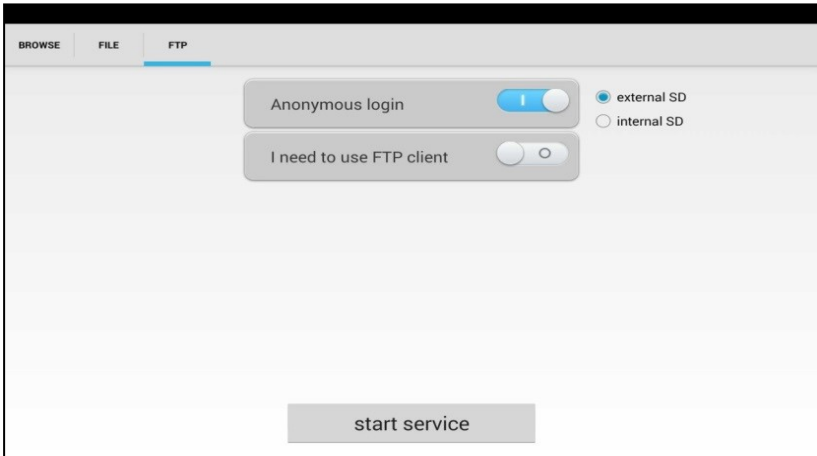 BROWSE FILE FTP
Anonymous login
external SD
internal SD
I need to use FTP client
start service